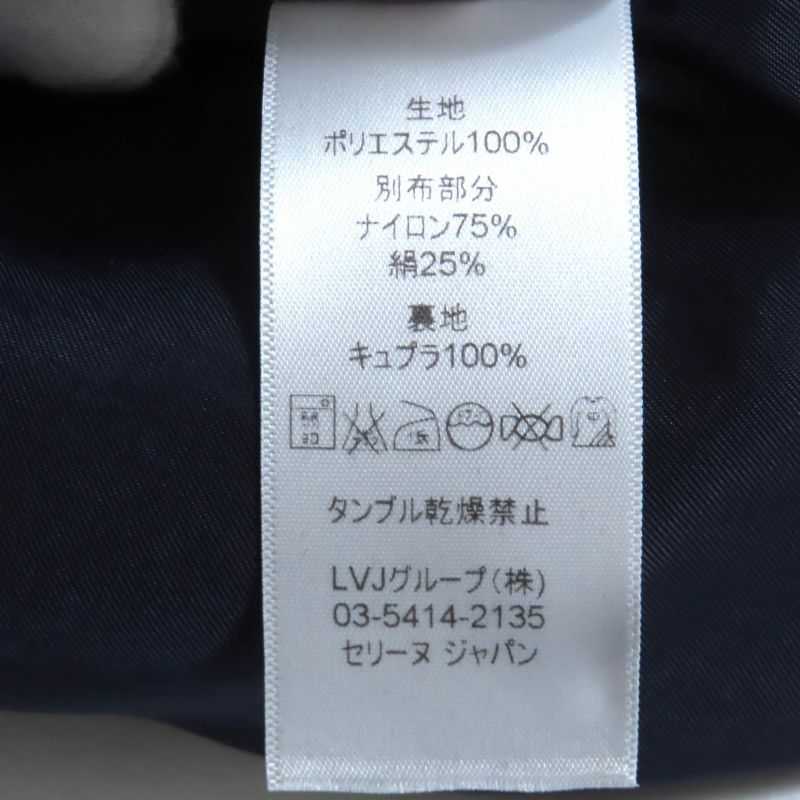 生地
ポリエステル100%
別布部分
ナイロン75%
絹25%
裏地
キュプラ100%
タンブル乾燥禁止
LVJグループ(株)
03-5414-2135
セリーヌ ジャパン